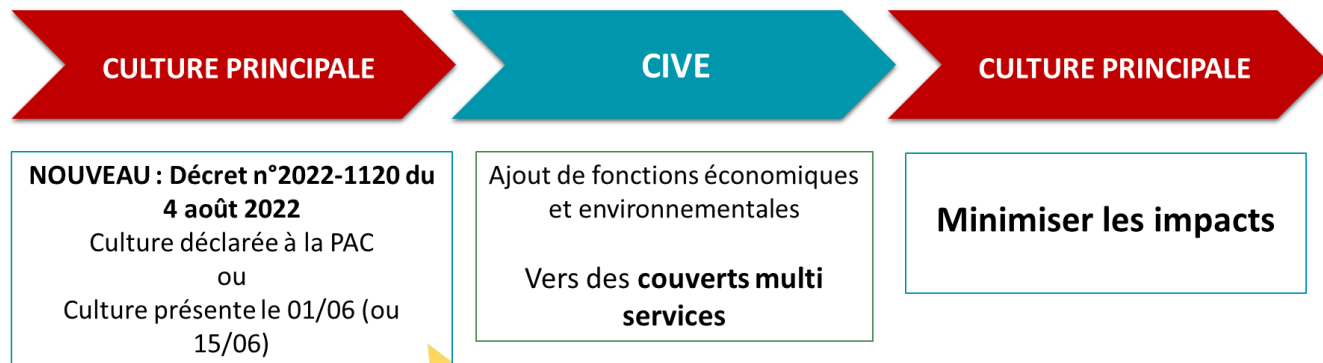 CULTURE PRINCIPALE
CIVE
CULTURE PRINCIPALE
NOUVEAU : Décret n°2022-1120 du
4 août 2022
Culture déclarée à la PAC
ou
Culture présente le 01/06 (ou
15/06)
Ajout de fonctions économiques
et environnementales
Vers des couverts multi
services
Minimiser les impacts